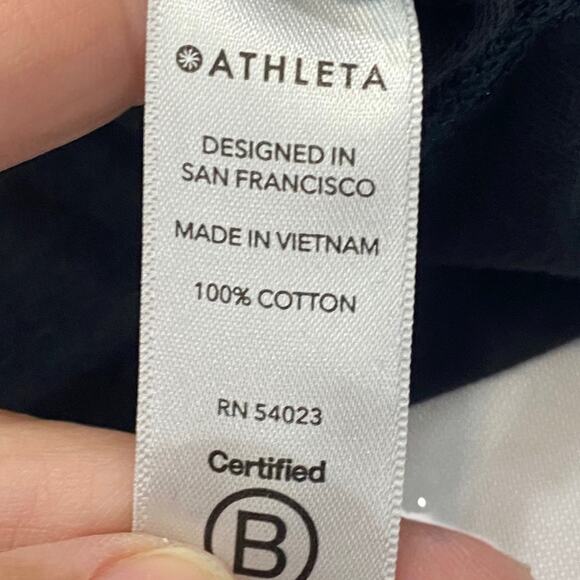 ATHLETA
DESIGNED IN
SAN FRANCISCO
MADE IN VIETNAM
100% COTTON
RN 54023
Certified
B